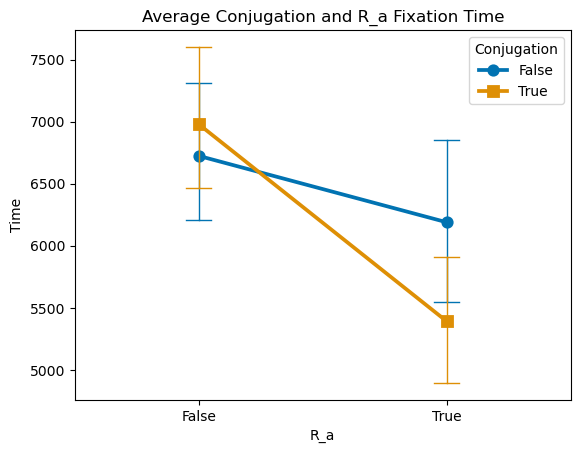 Average Conjugation and R_a Fixation Time
Conjugation
False
True
7500
7000
6500
6000
5500
5000
Time
False
True
R_a